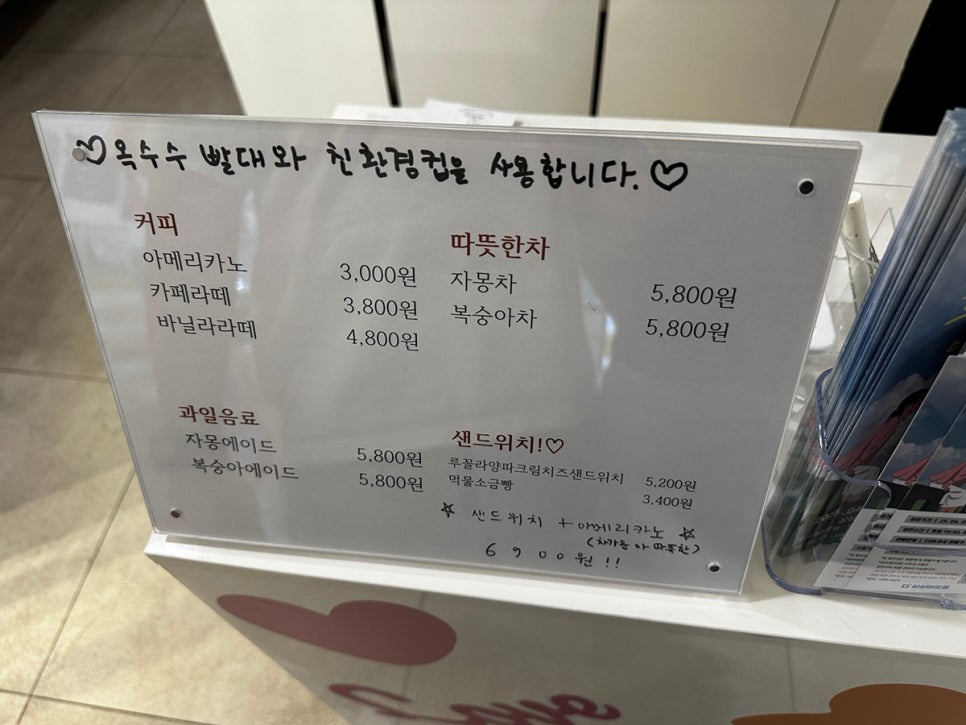 ♡옥수수 빨대와 친환경컵을 사용합니다.♡
커피
아메리카노 3,000원
카페라떼 3,800원
바닐라라떼 4,800원
따뜻한차
자몽차 5,800원
복숭아차 5,800원
과일음료
자몽에이드 5,800원
복숭아에이드 5,800원
샌드위치!♡
루꼴라양파크림치즈샌드위치 5,200원
먹물소금빵 3,400원
☆ 샌드위치 + 아메리카노 ☆
6900원!!